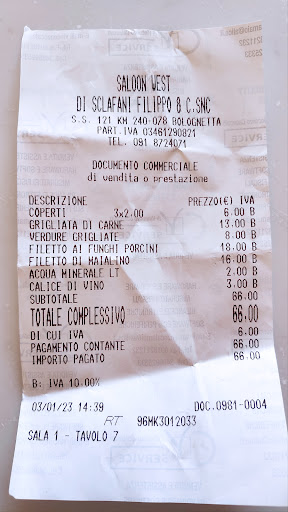 SALOON WEST
DI SCLAFANI FILIPPO & C.SNC
S.S. 121 KM 240-078 BOLOGNETTA
PART.IVA 03461290821
TEL. 091 8724071
DOCUMENTO COMMERCIALE
di vendita o prestazione
DESCRIZIONE PREZZO(€) IVA
COPERTI 3x2.00 6.00 B
GRIGLIATA DI CARNE 13.00 B
VERDURE GRIGLIATE 8.00 B
FILETTO AI FUNGHI PORCINI 18.00 B
FILETTO DI MAIALINO 16.00 B
ACQUA MINERALE LT 2.00 B
CALICE DI VINO 3.00 B
SUBTOTALE 66.00
TOTALE COMPLESSIVO 66.00
DI CUI IVA 6.00
PAGAMENTO CONTANTE 66.00
IMPORTO PAGATO 66.00
B: IVA 10.00%
03/01/23 14:39 DOC.0981-0004
RT 96MK3012033
SALA 1 - TAVOLO 7